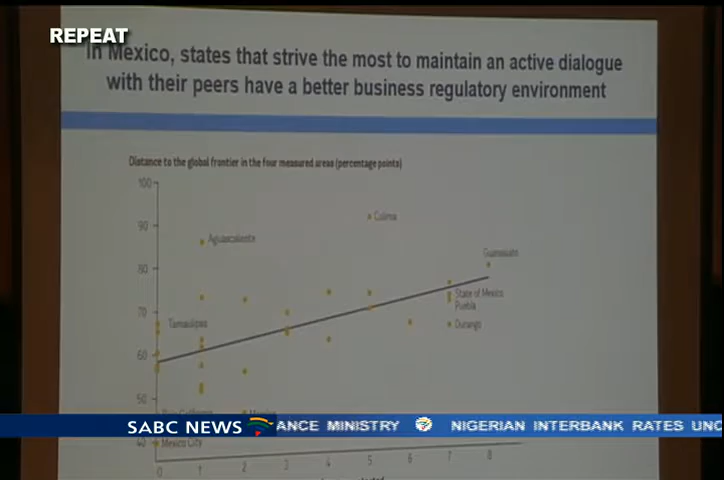 REPEAT
In Mexico, states that strive the most to maintain an active dialogue
with their peers have a better business regulatory environment
Distance to the global frontier in the four measured areas (percentage points)
100
90
80
70
60
50
40
Colima
Aguascalientes
Guanajuato
State of Mexico
Puebla
Tamaulipas
Durango
Mexico City
0 1 2 3 4 5 6 7 8
SABC NEWS ANCE MINISTRY NIGERIAN INTERBANK RATES UNC